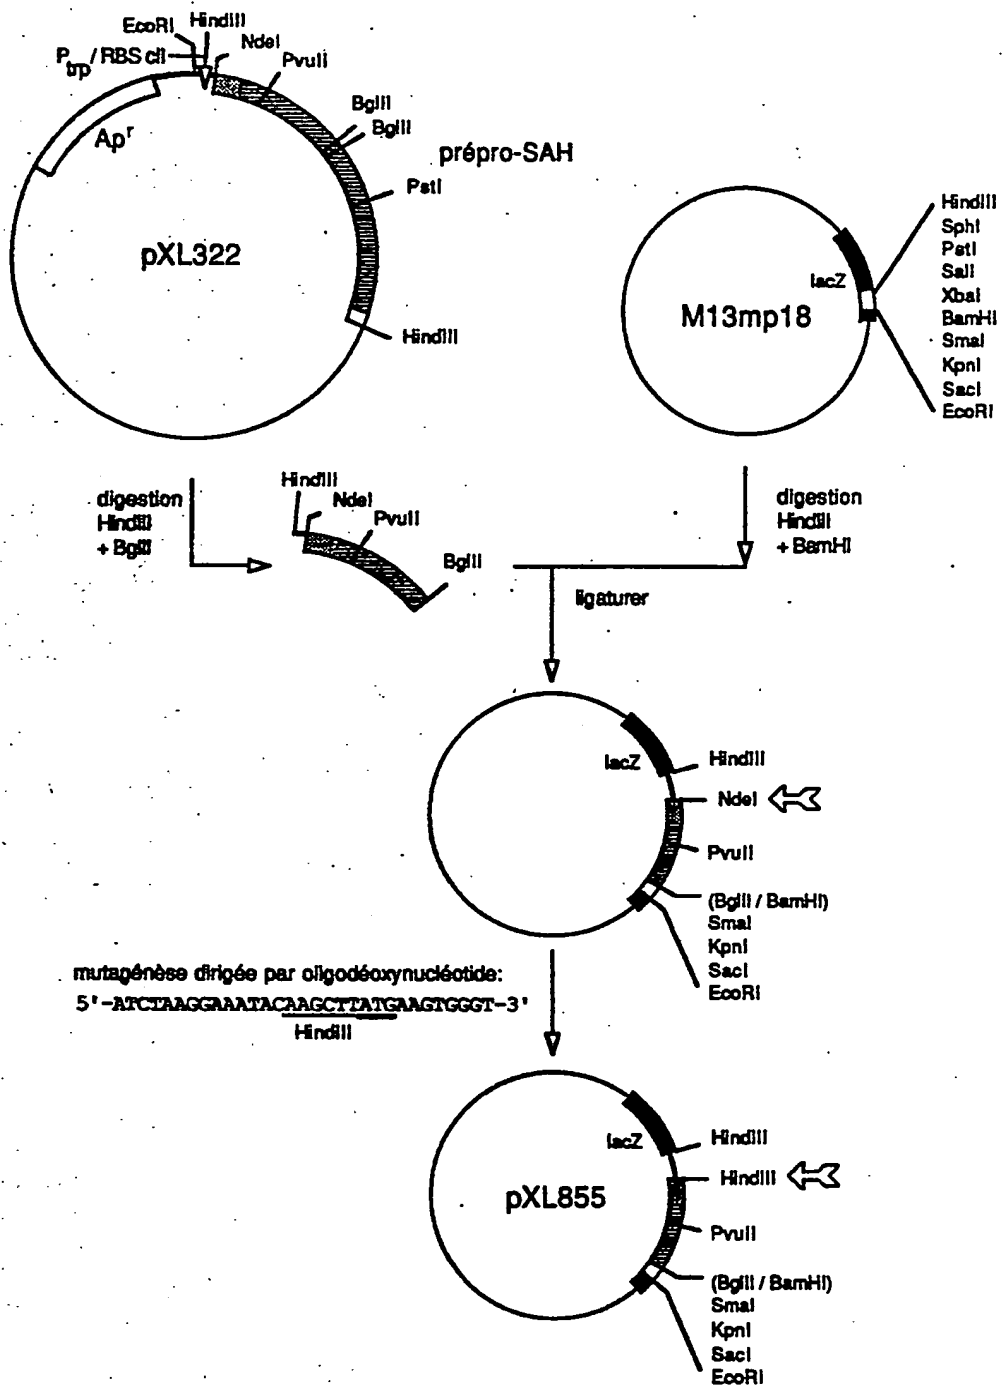 EcoRI
HindIII
P trp / RBS cII
NdeI
PvuII
BglII
BglII
Ap r
prépro-SAH
PstI
pXL322
HindIII
M13mp18
lacZ
HindIII
SphI
PstI
SalI
XbaI
BamHI
SmaI
KpnI
SacI
EcoRI
digestion
HindIII
+ BglII
HindIII
NdeI
PvuII
BglII
digestion
HindIII
+ BamHI
ligaturer
lacZ
HindIII
NdeI
PvuII
(BglII / BamHI)
SmaI
KpnI
SacI
EcoRI
mutagénèse dirigée par oligodéoxynucléotide:
5'-ATCTAAGGAAATACAAGCTTATGAAGTGGGT-3'
HindIII
lacZ
HindIII
HindIII
pXL855
PvuII
(BglII / BamHI)
SmaI
KpnI
SacI
EcoRI